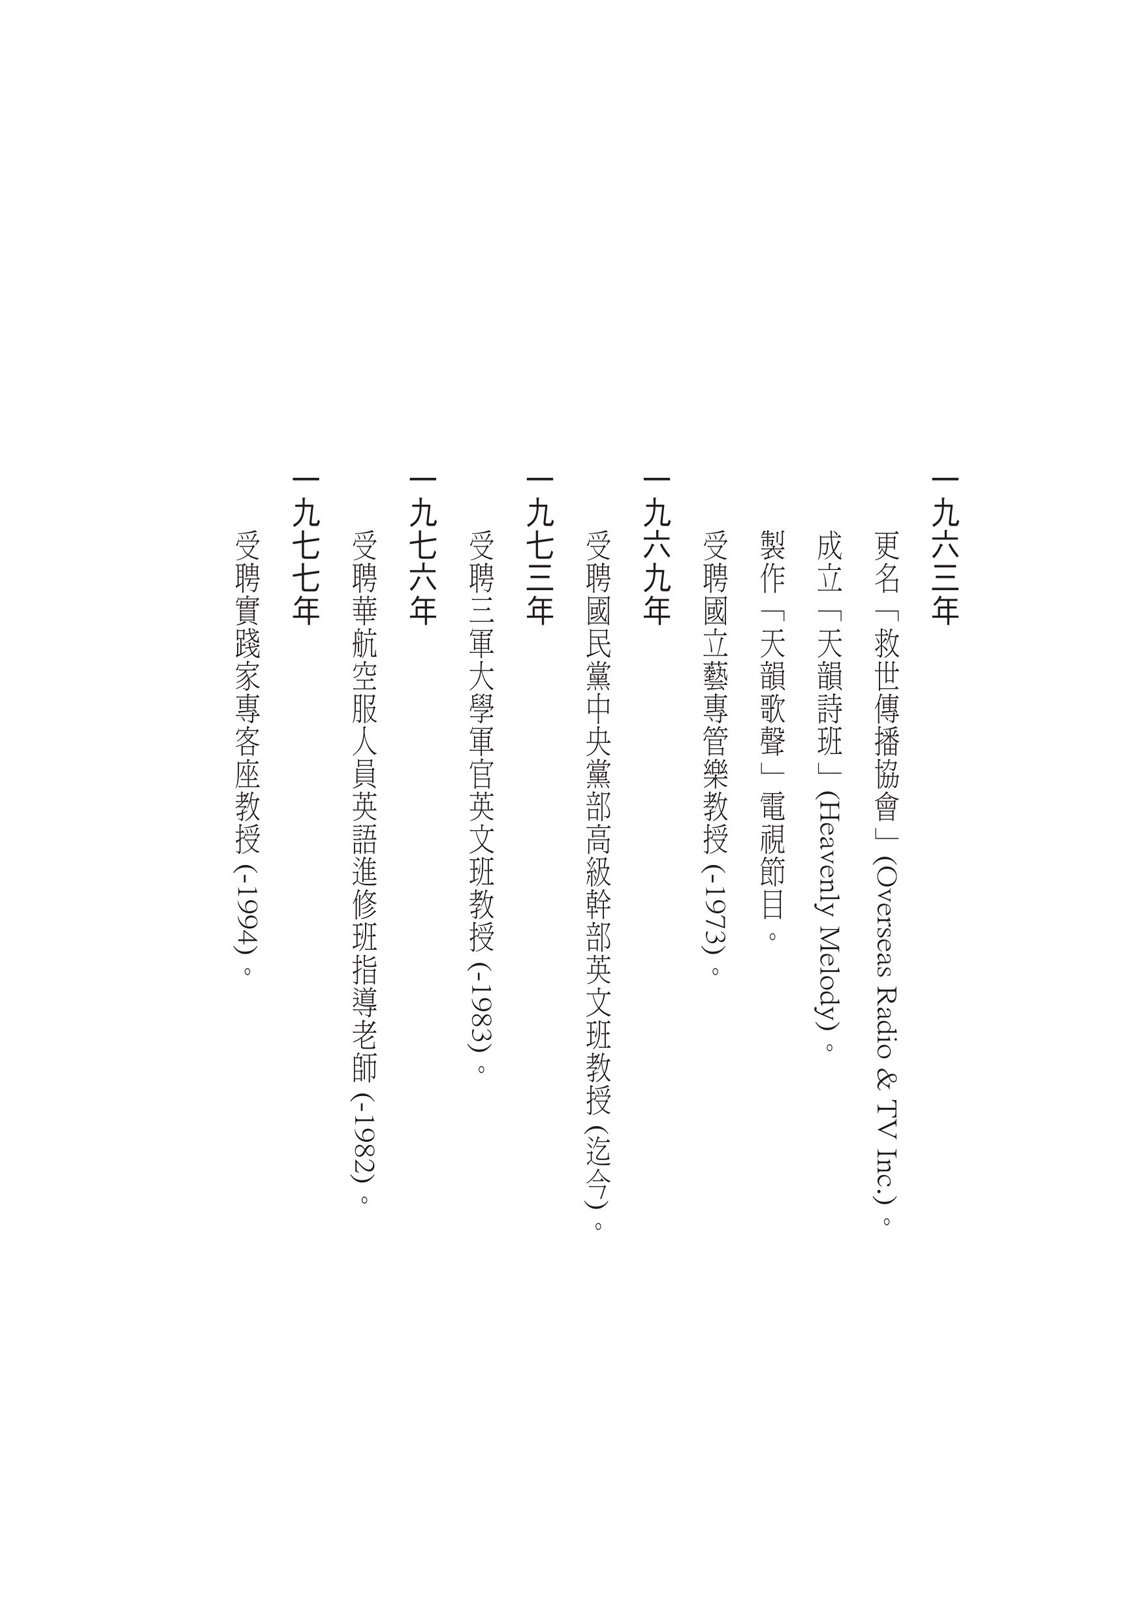 一九六三年
更名「救世傳播協會」(Overseas Radio & TV Inc.)。
成立「天韻詩班」(Heavenly Melody)。
製作「天韻歌聲」電視節目。
受聘國立藝專管樂教授 (-1973)。
一九六九年
受聘國民黨中央黨部高級幹部英文班教授 (迄今)。
一九七三年
受聘三軍大學軍官英文班教授 (-1983)。
一九七六年
受聘華航空服人員英語進修班指導老師 (-1982)。
一九七七年
受聘實踐家專客座教授 (-1994)。